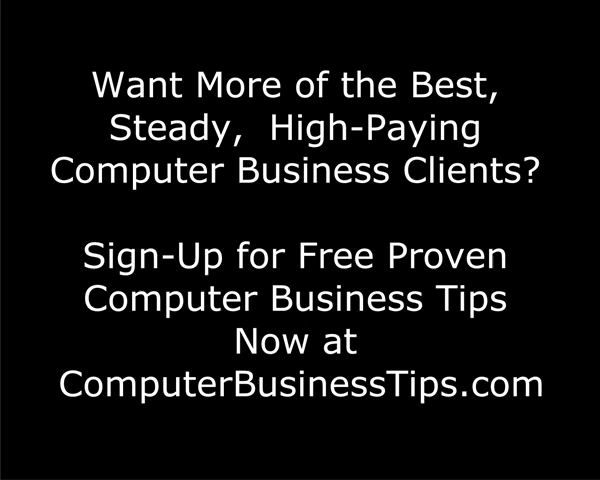 Want More of the Best,
Steady,  High-Paying
Computer Business Clients?
Sign-Up for Free Proven
Computer Business Tips
Now at
ComputerBusinessTips.com